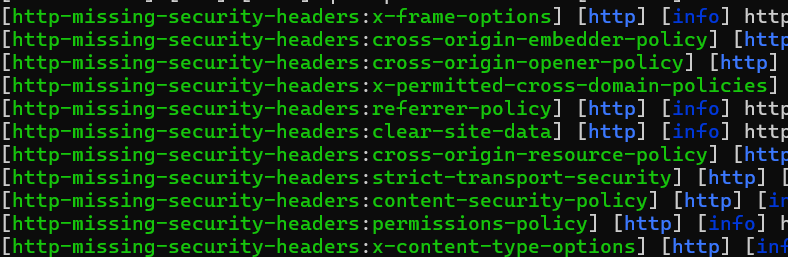 [http-missing-security-headers:x-frame-options] [http] [info] http
[http-missing-security-headers:cross-origin-embedder-policy] [http
[http-missing-security-headers:cross-origin-opener-policy] [http]
[http-missing-security-headers:x-permitted-cross-domain-policies]
[http-missing-security-headers:referrer-policy] [http] [info] http
[http-missing-security-headers:clear-site-data] [http] [info] http
[http-missing-security-headers:cross-origin-resource-policy] [http
[http-missing-security-headers:strict-transport-security] [http] [
[http-missing-security-headers:content-security-policy] [http] [in
[http-missing-security-headers:permissions-policy] [http] [info] h
[http-missing-security-headers:x-content-type-options] [http] [inf